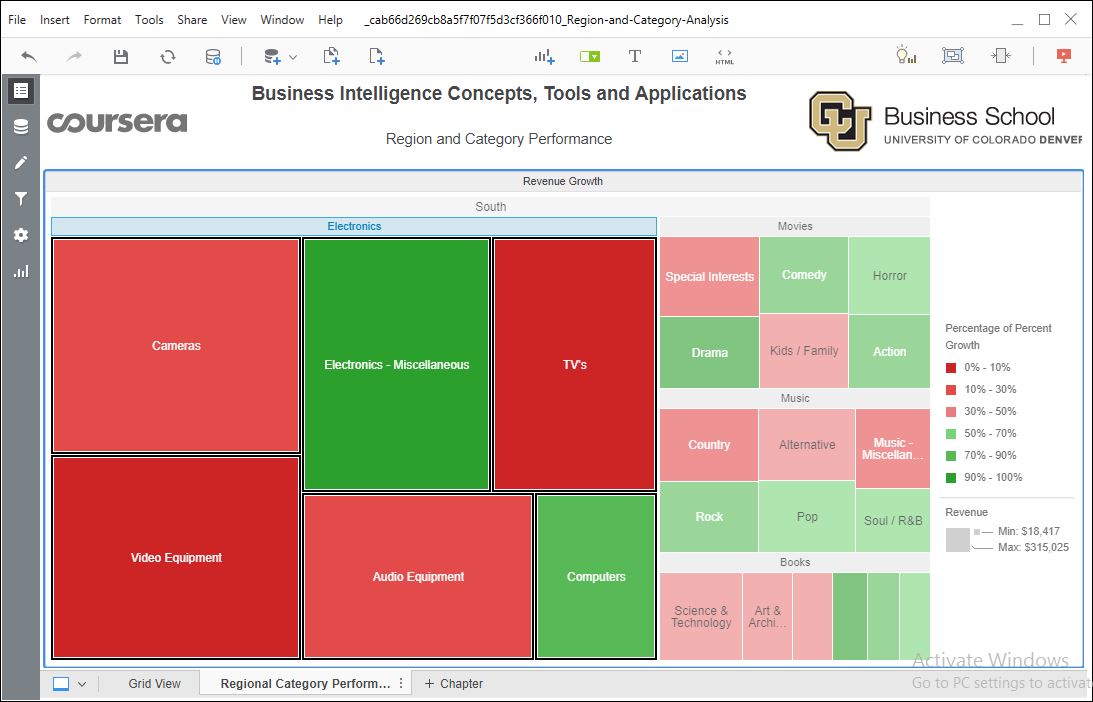 File Insert Format Tools Share View Window Help _cab66d269cb8a5f7f07f5d3cf366f010_Region-and-Category-Analysis
T
< >
HTML
coursera
Business Intelligence Concepts, Tools and Applications
Region and Category Performance
CU
Business School
UNIVERSITY OF COLORADO DENVER
Revenue Growth
South
Electronics
Cameras
Electronics - Miscellaneous
TV's
Video Equipment
Audio Equipment
Computers
Movies
Special Interests
Comedy
Horror
Drama
Kids / Family
Action
Music
Country
Alternative
Music -
Miscellan...
Rock
Pop
Soul / R&B
Books
Science &
Technology
Art &
Archi...
Percentage of Percent
Growth
0% - 10%
10% - 30%
30% - 50%
50% - 70%
70% - 90%
90% - 100%
Revenue
Min: $18,417
Max: $315,025
Activate Windows
Go to PC settings to activat
Grid View
Regional Category Perform...
+ Chapter